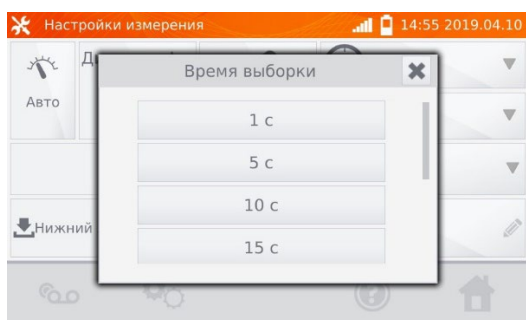 Настройки измерения 14:55 2019.04.10
Время выборки
Авто
1 с
5 с
10 с
Нижний
15 с